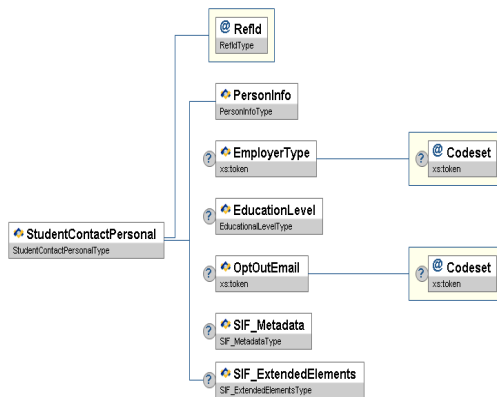 @ RefId
RefIdType
PersonInfo
PersonInfoType
? EmployerType
xs:token
? @ Codeset
xs:token
StudentContactPersonal
StudentContactPersonalType
? EducationLevel
EducationalLevelType
? OptOutEmail
xs:token
? @ Codeset
xs:token
? SIF_Metadata
SIF_MetadataType
? SIF_ExtendedElements
SIF_ExtendedElementsType